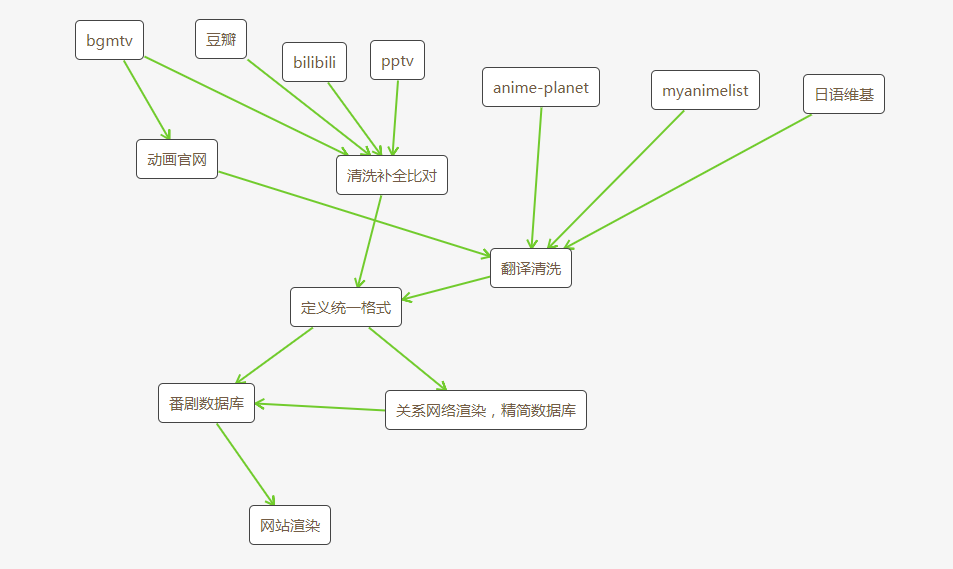 bgmtv
豆瓣
bilibili
pptv
anime-planet
myanimelist
日语维基
动画官网
清洗补全比对
翻译清洗
定义统一格式
番剧数据库
关系网络渲染，精简数据库
网站渲染